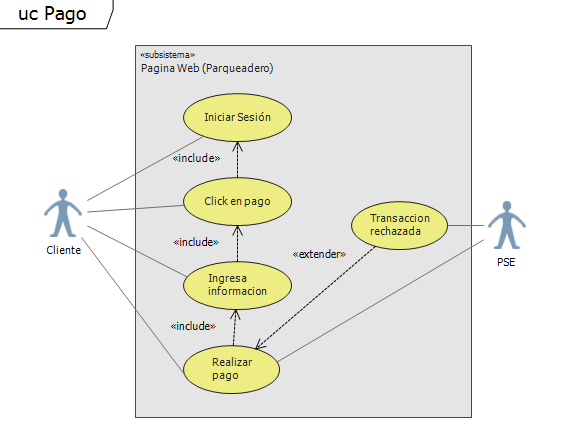 uc Pago
«subsistema»
Pagina Web (Parqueadero)
Iniciar Sesión
«include»
Click en pago
Transaccion
rechazada
Cliente
«include»
«extender»
PSE
Ingresa
informacion
«include»
Realizar
pago